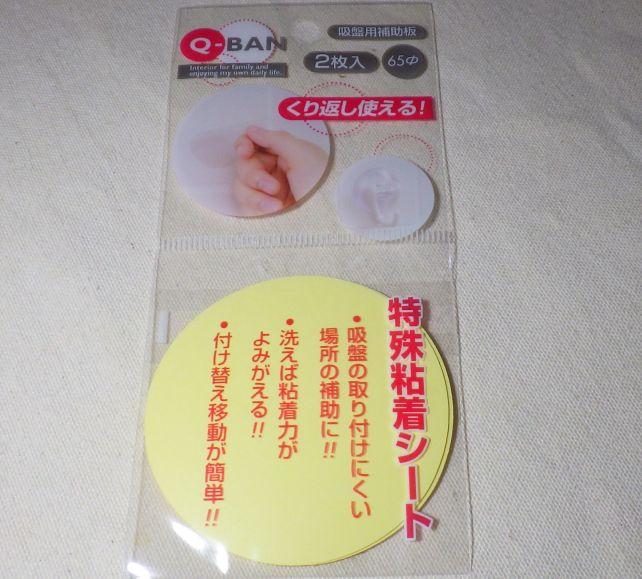 Q-BAN
Interior for family and
enjoying my own daily life.
吸盤用補助板
2枚入
65Φ
くり返し使える!
特殊粘着シート
・吸盤の取り付けにくい
場所の補助に!!
・洗えば粘着力が
よみがえる!!
・付け替え移動が簡単!!